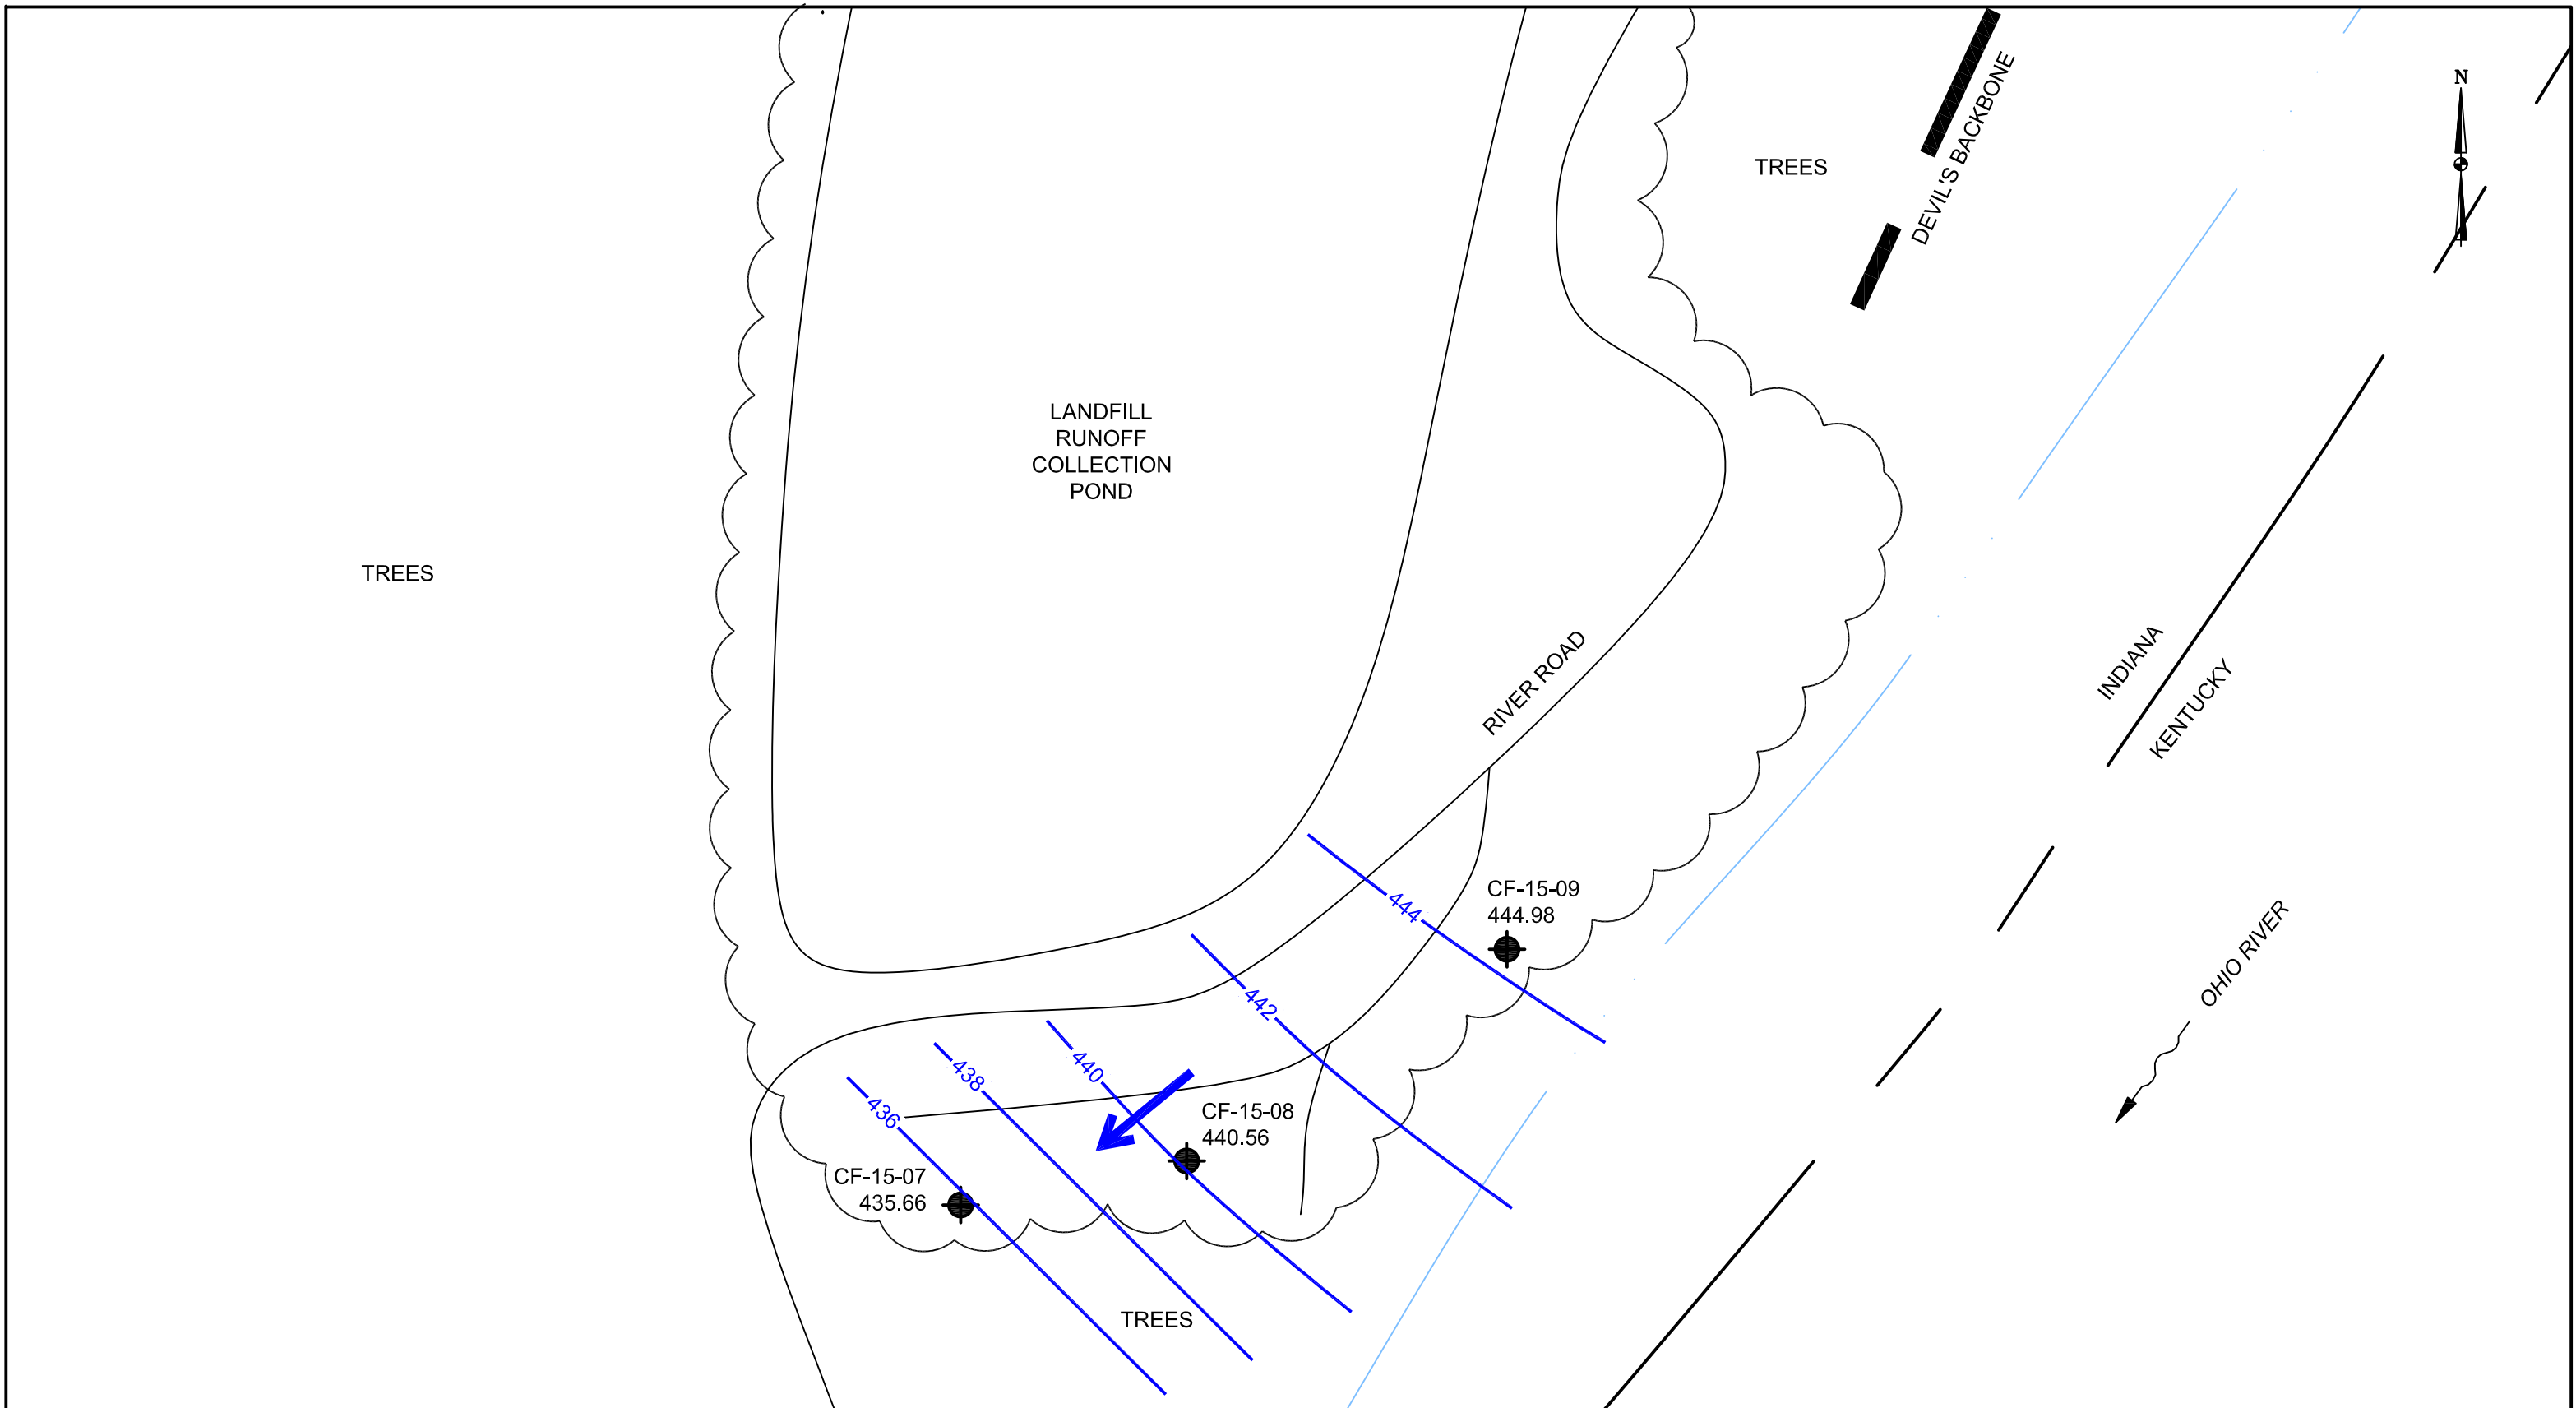 N
DEVIL'S BACKBONE
TREES
LANDFILL
RUNOFF
COLLECTION
POND
TREES
RIVER ROAD
INDIANA
KENTUCKY
444
CF-15-09
444.98
OHIO RIVER
442
440
438
436
CF-15-08
440.56
CF-15-07
435.66
TREES